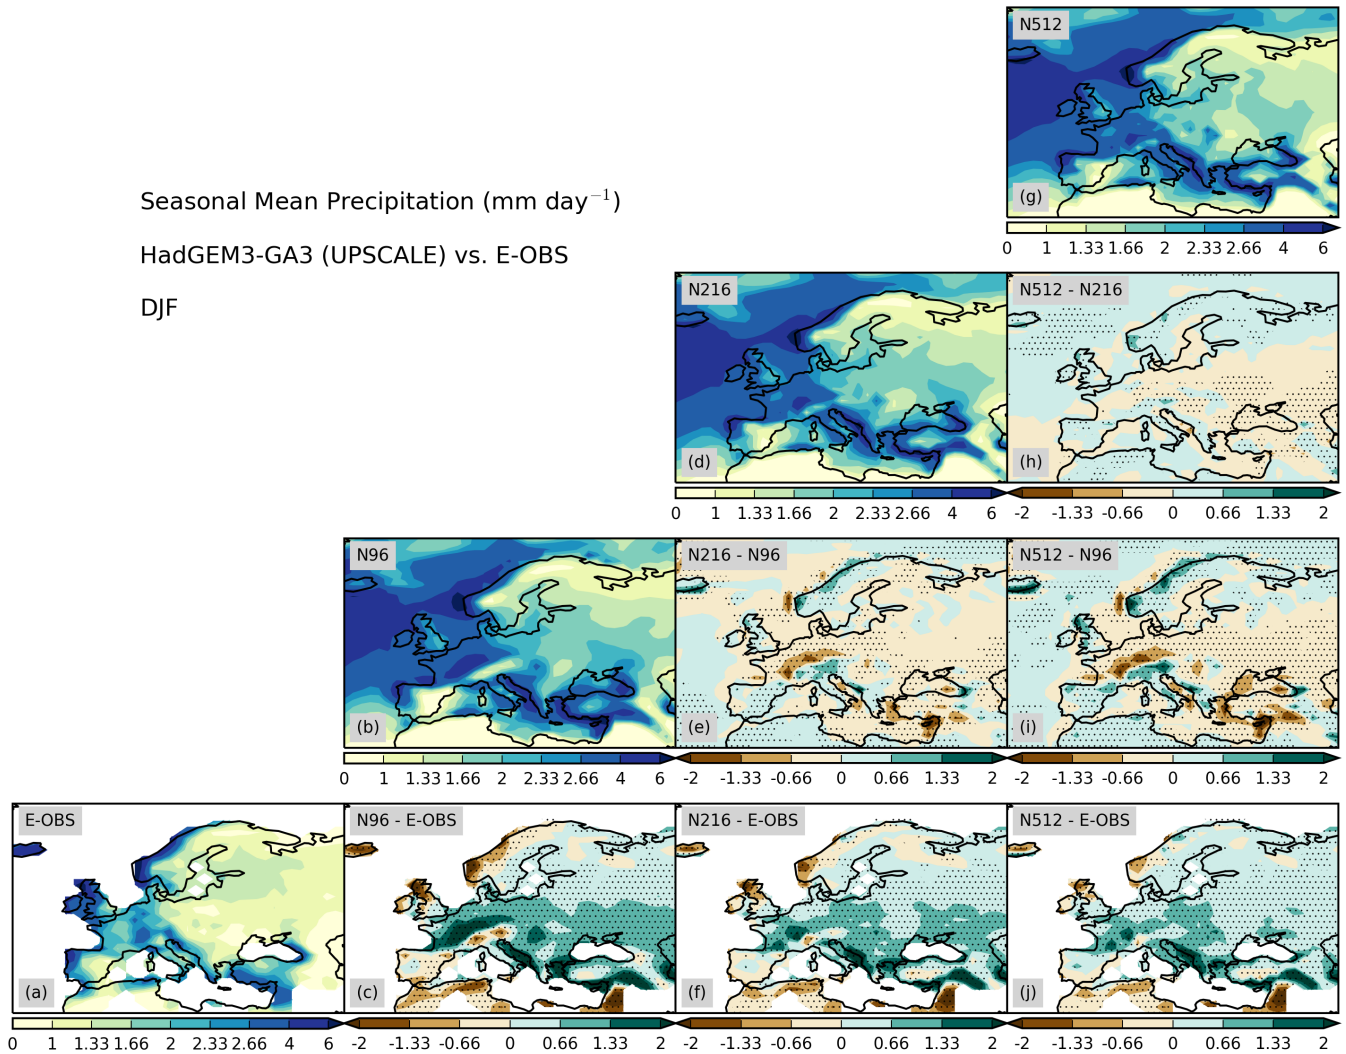 N512
(g)
0 1 1.33 1.66 2 2.33 2.66 4 6
Seasonal Mean Precipitation (mm day⁻¹)
HadGEM3-GA3 (UPSCALE) vs. E-OBS
DJF
N216 N512 - N216
(d) (h)
0 1 1.33 1.66 2 2.33 2.66 4 6 -2 -1.33 -0.66 0 0.66 1.33 2
N96 N216 - N96 N512 - N96
(b) (e) (i)
0 1 1.33 1.66 2 2.33 2.66 4 6 -2 -1.33 -0.66 0 0.66 1.33 2 -2 -1.33 -0.66 0 0.66 1.33 2
E-OBS N96 - E-OBS N216 - E-OBS N512 - E-OBS
(a) (c) (f) (j)
0 1 1.33 1.66 2 2.33 2.66 4 6 -2 -1.33 -0.66 0 0.66 1.33 2 -2 -1.33 -0.66 0 0.66 1.33 2 -2 -1.33 -0.66 0 0.66 1.33 2